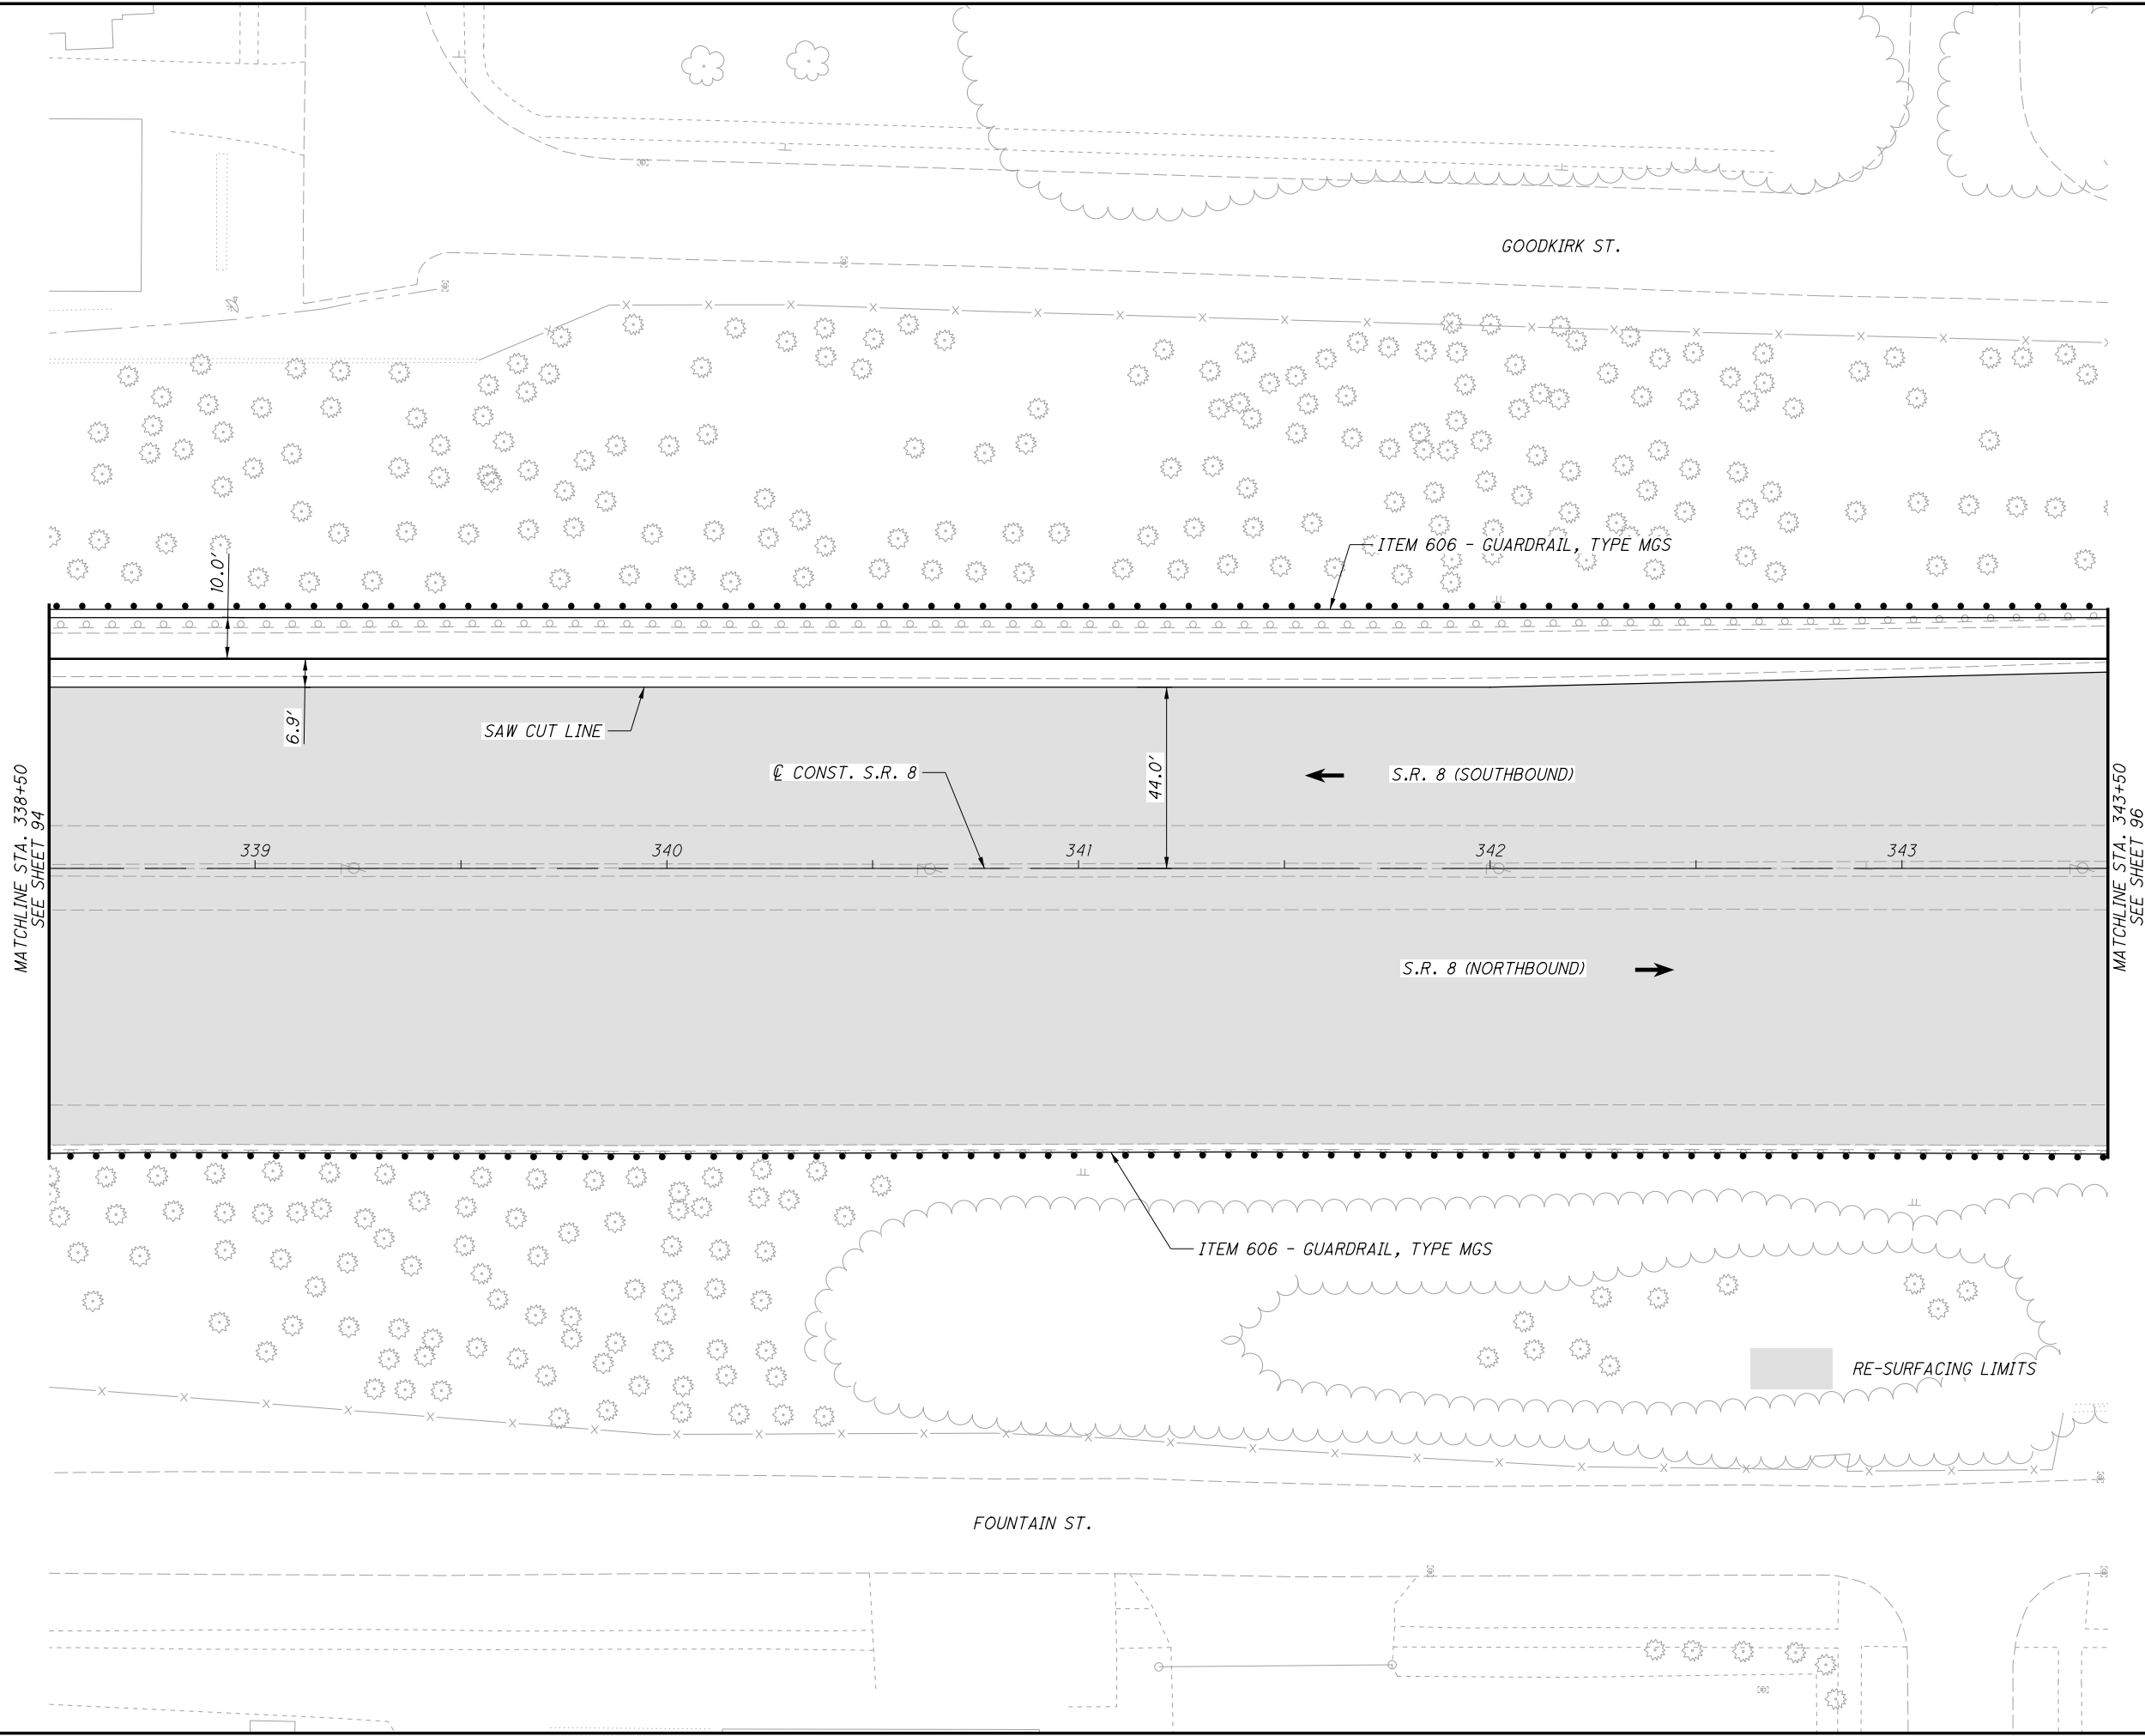 GOODKIRK ST.
10.0'
ITEM 606 - GUARDRAIL, TYPE MGS
6.9'
SAW CUT LINE
℄ CONST. S.R. 8
44.0'
S.R. 8 (SOUTHBOUND)
MATCHLINE STA. 338+50
SEE SHEET 94
339
340
341
342
343
MATCHLINE STA. 343+50
SEE SHEET 96
S.R. 8 (NORTHBOUND)
ITEM 606 - GUARDRAIL, TYPE MGS
RE-SURFACING LIMITS
FOUNTAIN ST.